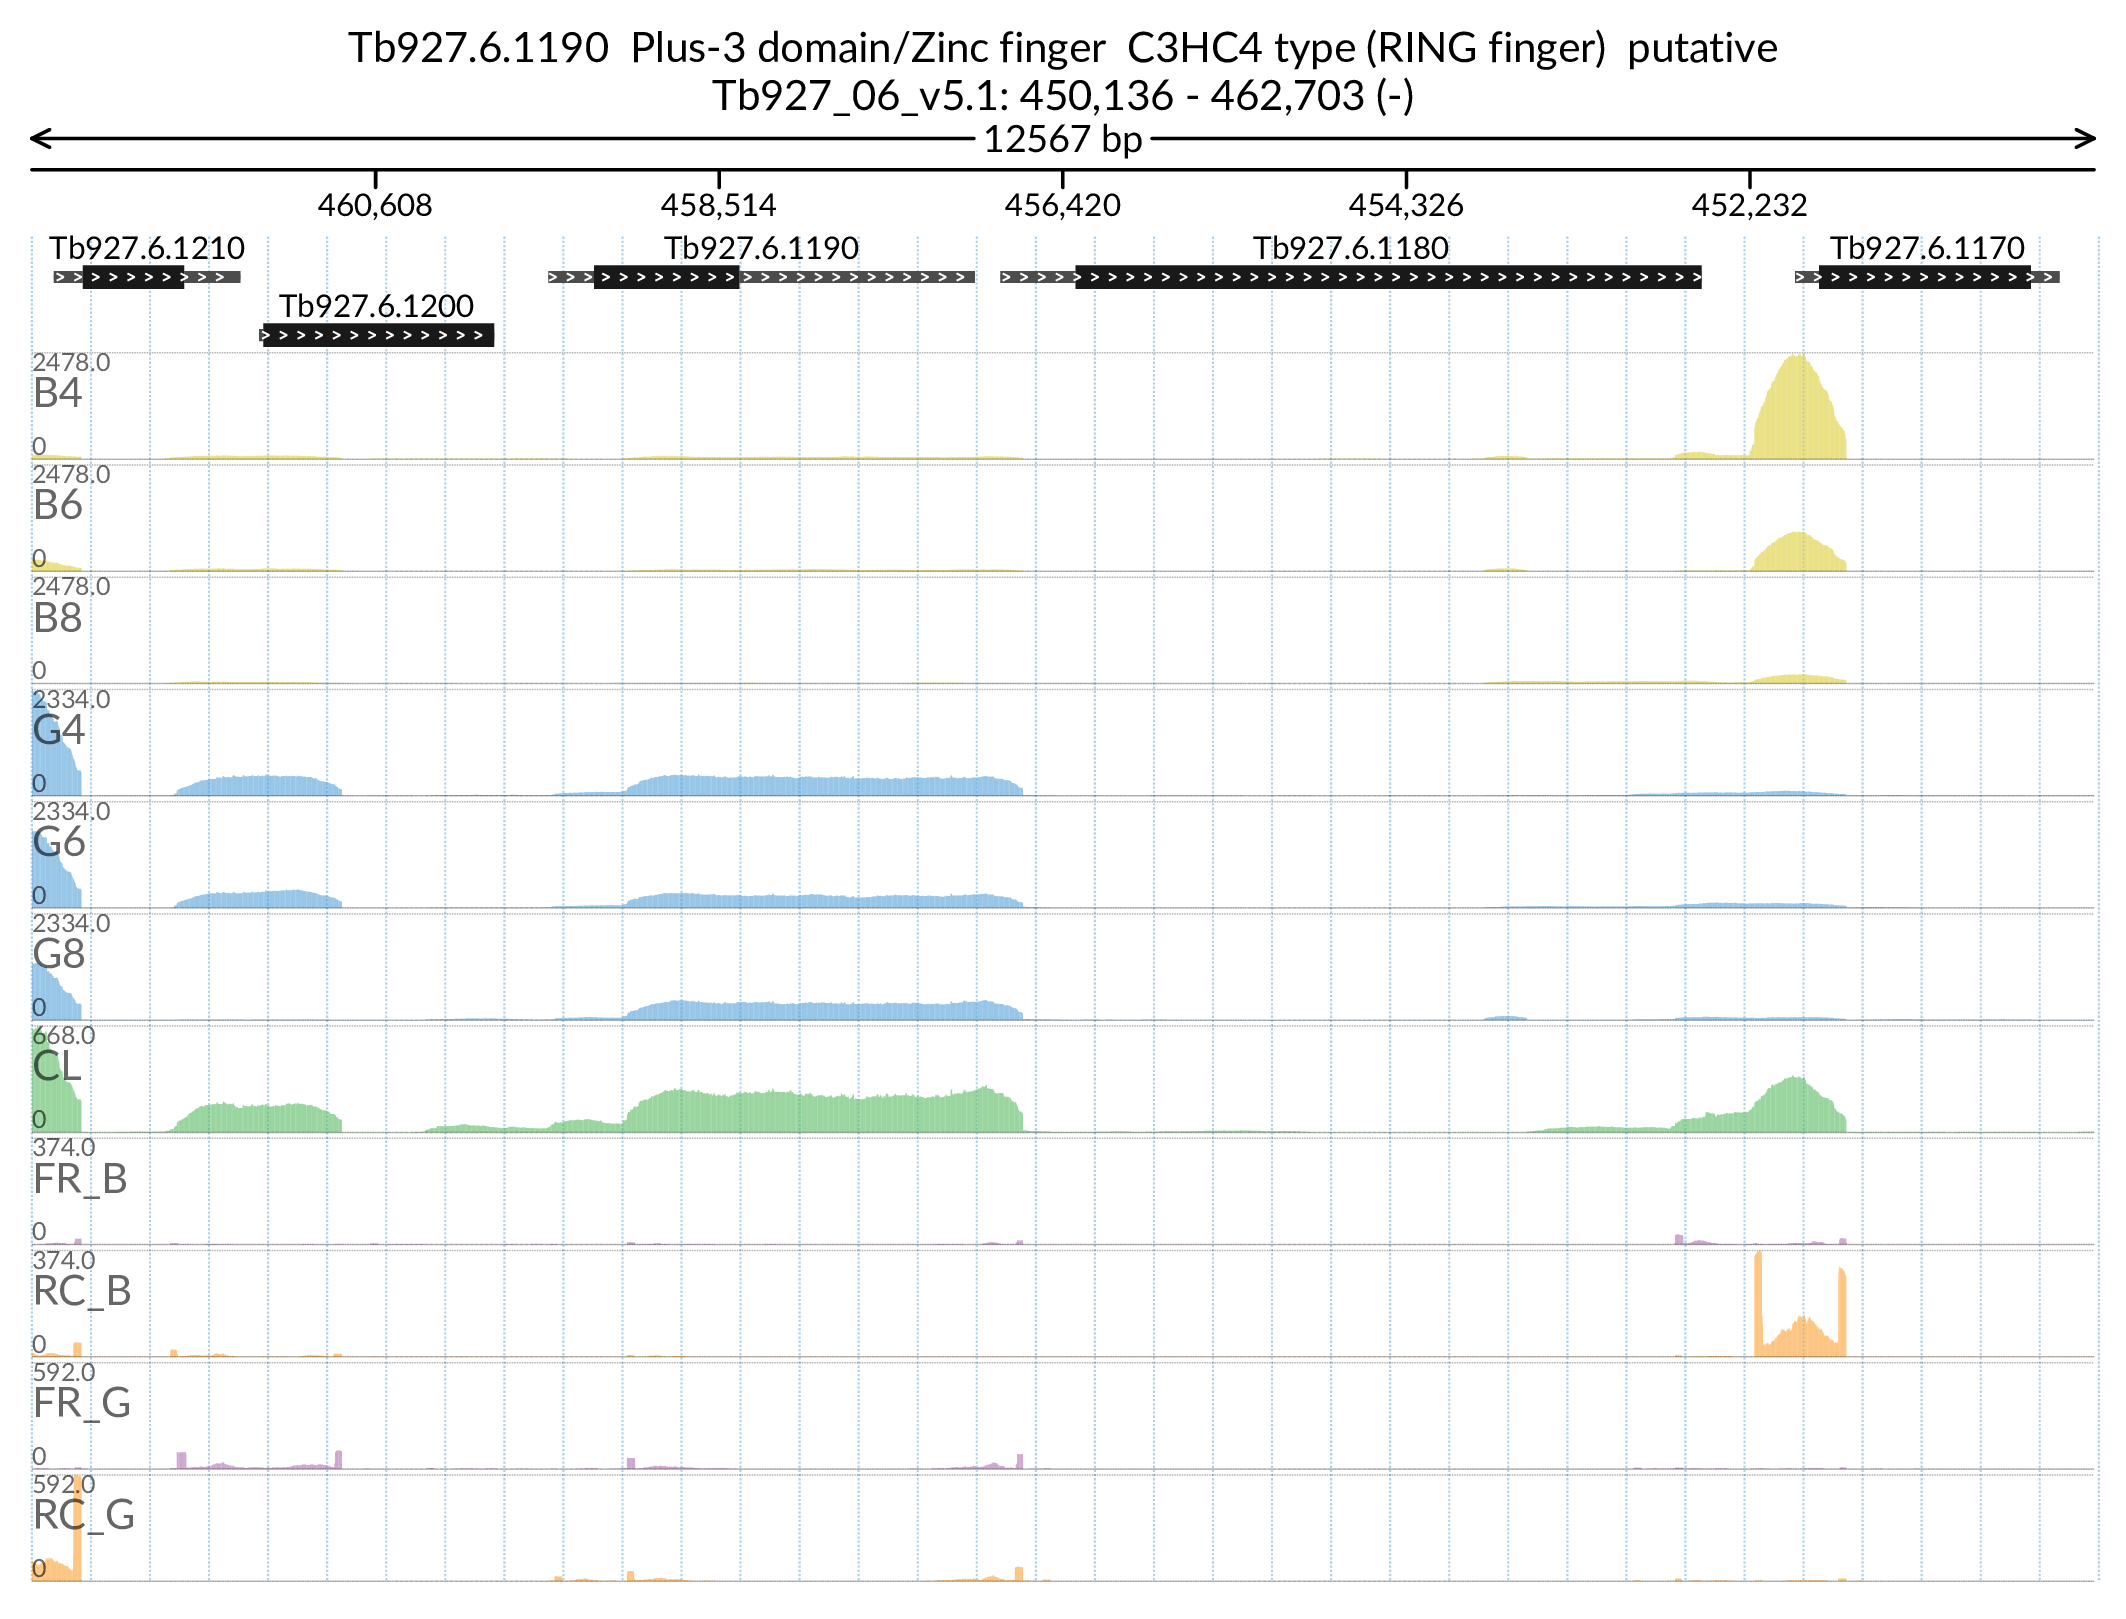 Tb927.6.1190  Plus-3 domain/Zinc finger  C3HC4 type (RING finger)  putative
Tb927_06_v5.1: 450,136 - 462,703 (-)
12567 bp
460,608 458,514 456,420 454,326 452,232
Tb927.6.1210 Tb927.6.1190 Tb927.6.1180 Tb927.6.1170
Tb927.6.1200
2478.0
B4
0
2478.0
B6
0
2478.0
B8
0
2334.0
G4
0
2334.0
G6
0
2334.0
G8
0
668.0
CL
0
374.0
FR_B
0
374.0
RC_B
0
592.0
FR_G
0
592.0
RC_G
0